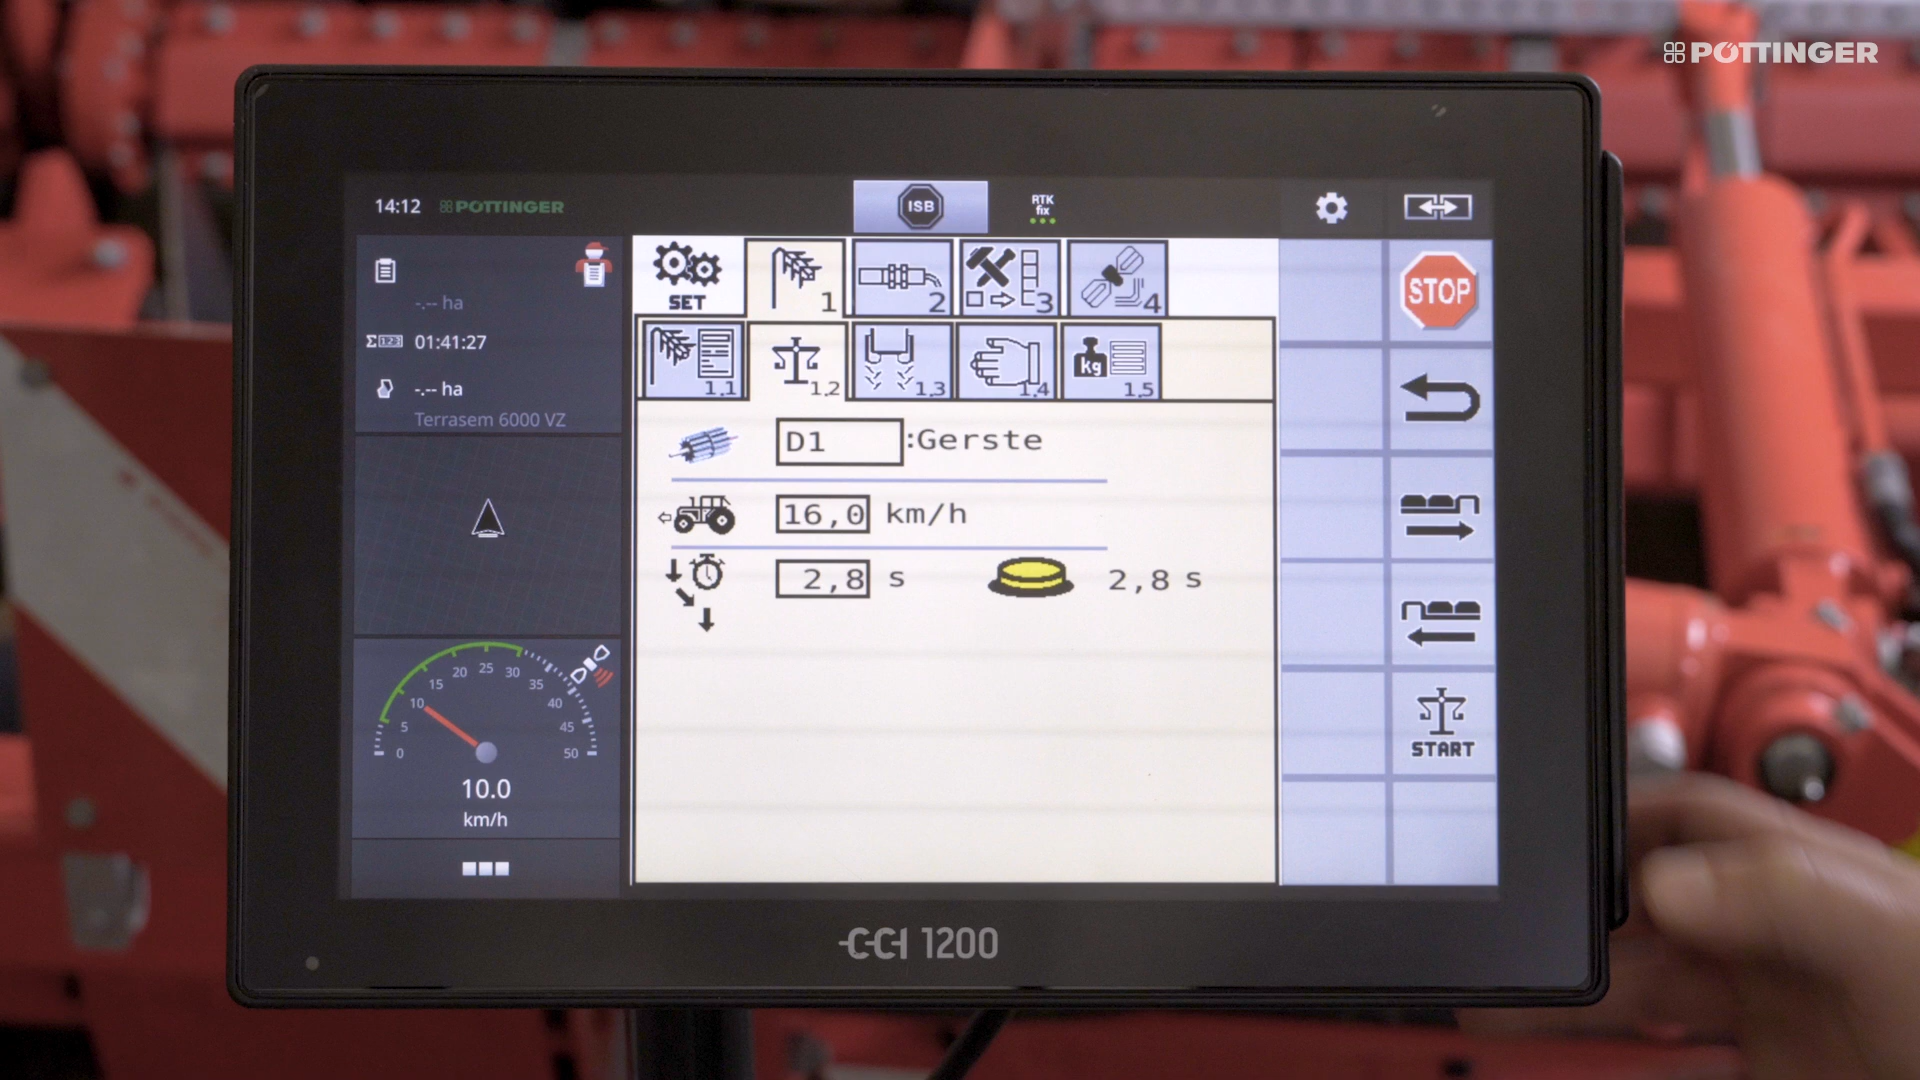 PÖTTINGER
14:12 PÖTTINGER
ISB
RTK
fix
-.-- ha
Σ 123 01:41:27
-.-- ha
Terrasem 6000 VZ
0 5 10 15 20 25 30 35 40 45 50
10.0
km/h
SET 1 2 3 4
1.1 1.2 1.3 1.4 kg 1.5
D1 :Gerste
16,0 km/h
2,8 s 2,8 s
STOP
START
CCI 1200